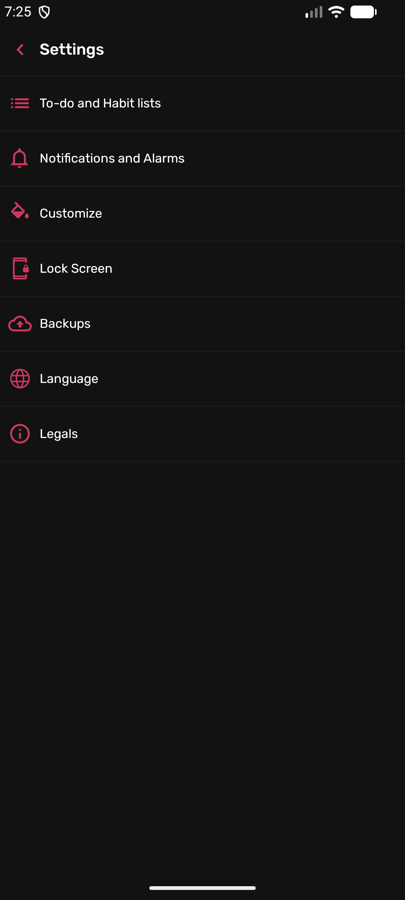 7:25
Settings
To-do and Habit lists
Notifications and Alarms
Customize
Lock Screen
Backups
Language
Legals